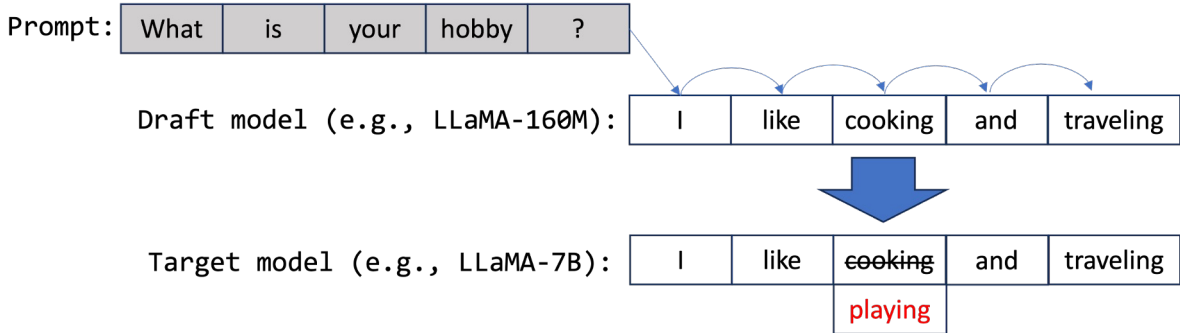 Prompt: What is your hobby ?
Draft model (e.g., LLaMA-160M): I like cooking and traveling
Target model (e.g., LLaMA-7B): I like cooking and traveling
playing